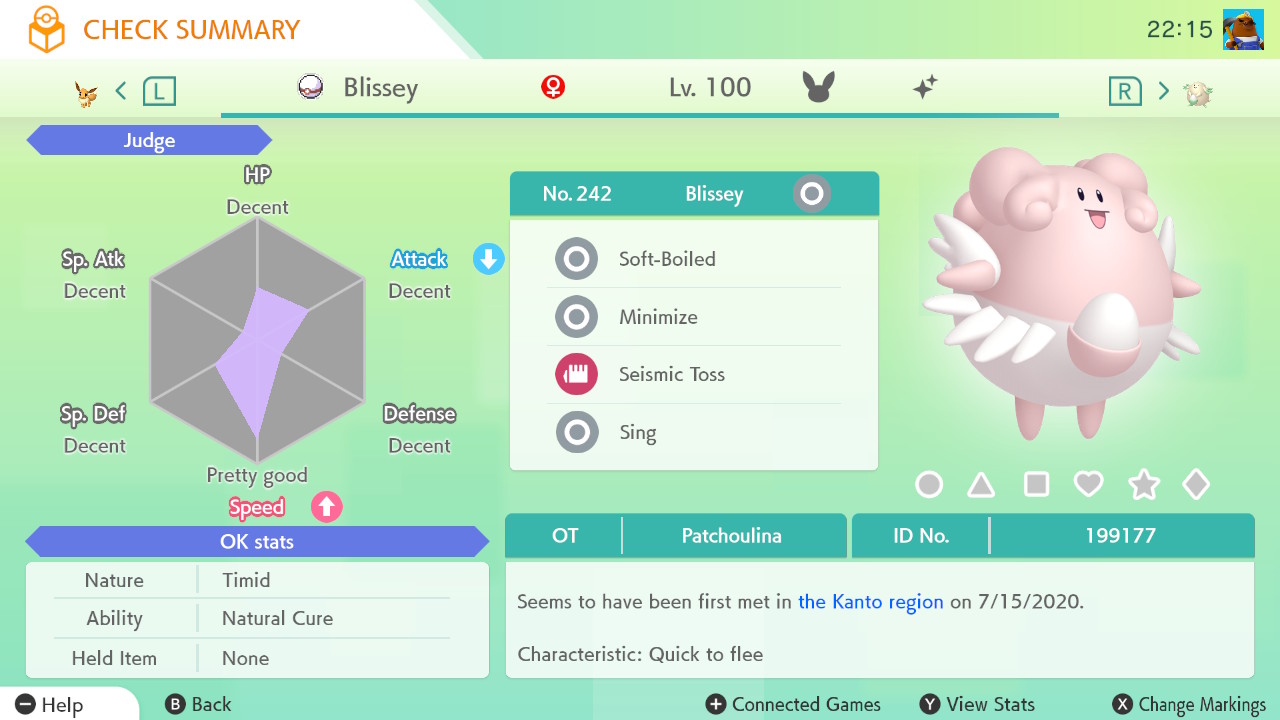 CHECK SUMMARY
22:15
L
Blissey
Lv. 100
R
Judge
HP
Decent
Sp. Atk
Decent
Attack
Decent
Sp. Def
Decent
Defense
Decent
Pretty good
Speed
OK stats
Nature Timid
Ability Natural Cure
Held Item None
No. 242 Blissey
Soft-Boiled
Minimize
Seismic Toss
Sing
OT Patchoulina ID No. 199177
Seems to have been first met in the Kanto region on 7/15/2020.
Characteristic: Quick to flee
Help
B Back
Connected Games
Y View Stats
X Change Markings